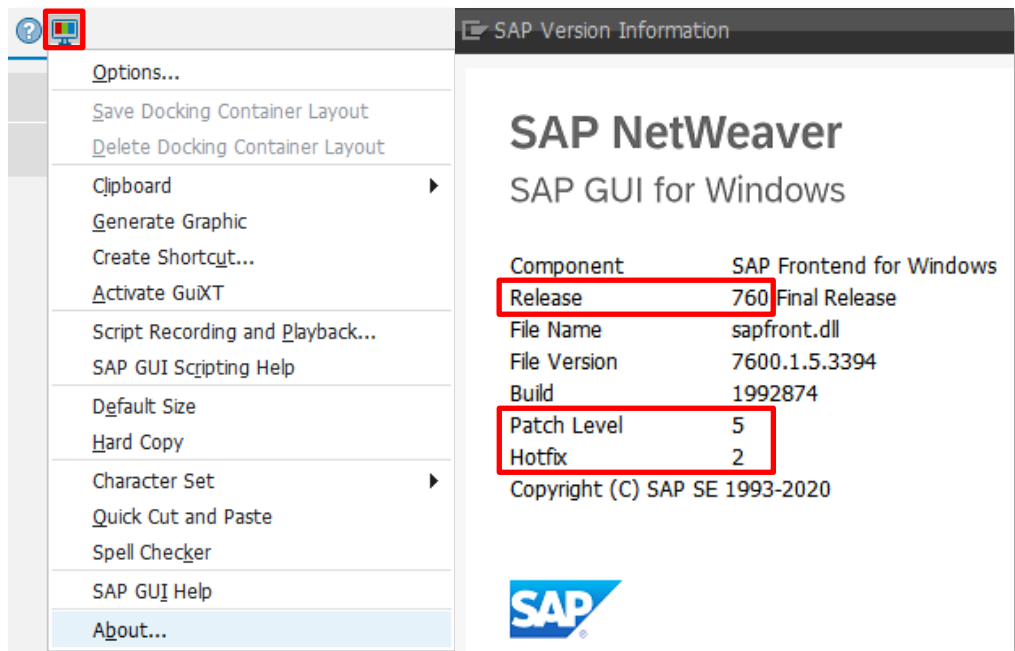 ?
Options...
Save Docking Container Layout
Delete Docking Container Layout
Clipboard
Generate Graphic
Create Shortcut...
Activate GuiXT
Script Recording and Playback...
SAP GUI Scripting Help
Default Size
Hard Copy
Character Set
Quick Cut and Paste
Spell Checker
SAP GUI Help
About...
SAP Version Information
SAP NetWeaver
SAP GUI for Windows
Component SAP Frontend for Windows
Release 760 Final Release
File Name sapfront.dll
File Version 7600.1.5.3394
Build 1992874
Patch Level 5
Hotfix 2
Copyright (C) SAP SE 1993-2020
SAP ®